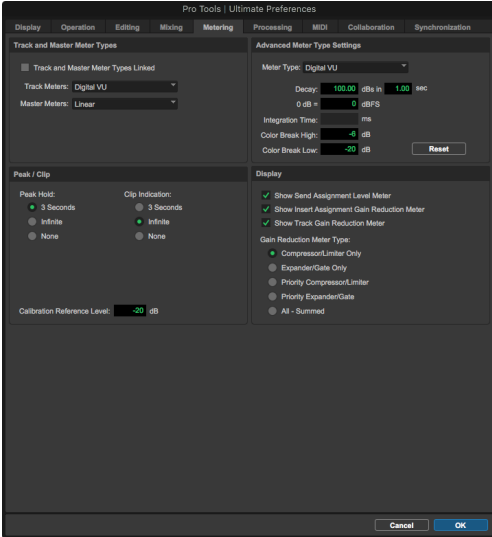 Pro Tools | Ultimate Preferences
Display Operation Editing Mixing Metering Processing MIDI Collaboration Synchronization
Track and Master Meter Types
Track and Master Meter Types Linked
Track Meters: Digital VU
Master Meters: Linear
Advanced Meter Type Settings
Meter Type: Digital VU
Decay: 100.00 dBs in 1.00 sec
0 dB = 0 dBFS
Integration Time: ms
Color Break High: -6 dB
Color Break Low: -20 dB Reset
Peak / Clip
Peak Hold: Clip Indication:
3 Seconds 3 Seconds
Infinite Infinite
None None
Calibration Reference Level: -20 dB
Display
Show Send Assignment Level Meter
Show Insert Assignment Gain Reduction Meter
Show Track Gain Reduction Meter
Gain Reduction Meter Type:
Compressor/Limiter Only
Expander/Gate Only
Priority Compressor/Limiter
Priority Expander/Gate
All - Summed
Cancel OK